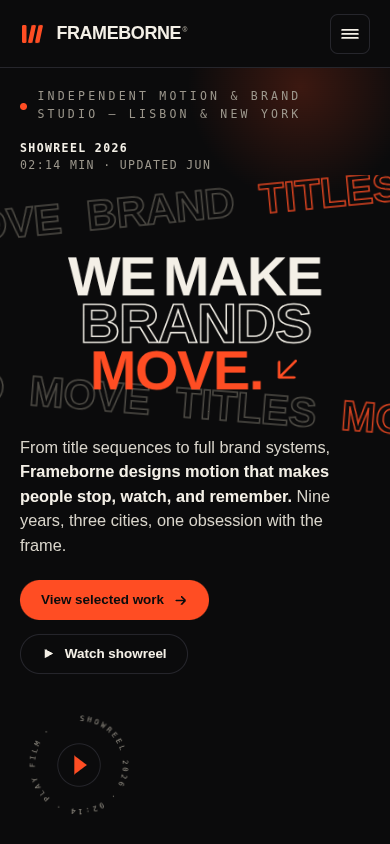 FRAMEBORNE®
INDEPENDENT MOTION & BRAND
STUDIO — LISBON & NEW YORK
SHOWREEL 2026
02:14 MIN · UPDATED JUN
OVE BRAND TITLES
WE MAKE
BRANDS
MOVE.
MOVE TITLES MO
From title sequences to full brand systems,
Frameborne designs motion that makes
people stop, watch, and remember. Nine
years, three cities, one obsession with the
frame.
View selected work →
Watch showreel
SHOWREEL 2026 · 02:14 · PLAY FILM ·